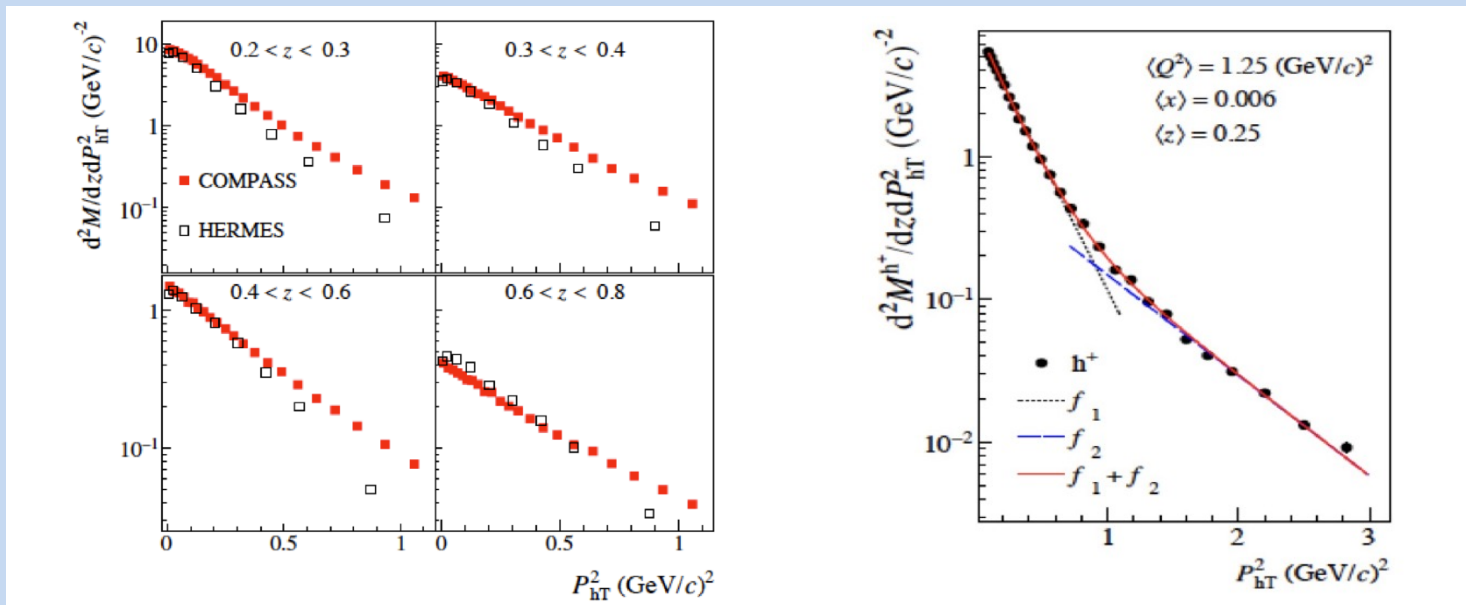 d²M/dzdP²hT (GeV/c)⁻²
10
1
10⁻¹
1
10⁻¹
0.2 < z < 0.3
0.3 < z < 0.4
COMPASS
HERMES
0.4 < z < 0.6
0.6 < z < 0.8
0 0.5 1 0 0.5 1
P²hT (GeV/c)²
d²Mʰ⁺/dzdP²hT (GeV/c)⁻²
1
10⁻¹
10⁻²
⟨Q²⟩ = 1.25 (GeV/c)²
⟨x⟩ = 0.006
⟨z⟩ = 0.25
h⁺
f₁
f₂
f₁ + f₂
1 2 3
P²hT (GeV/c)²